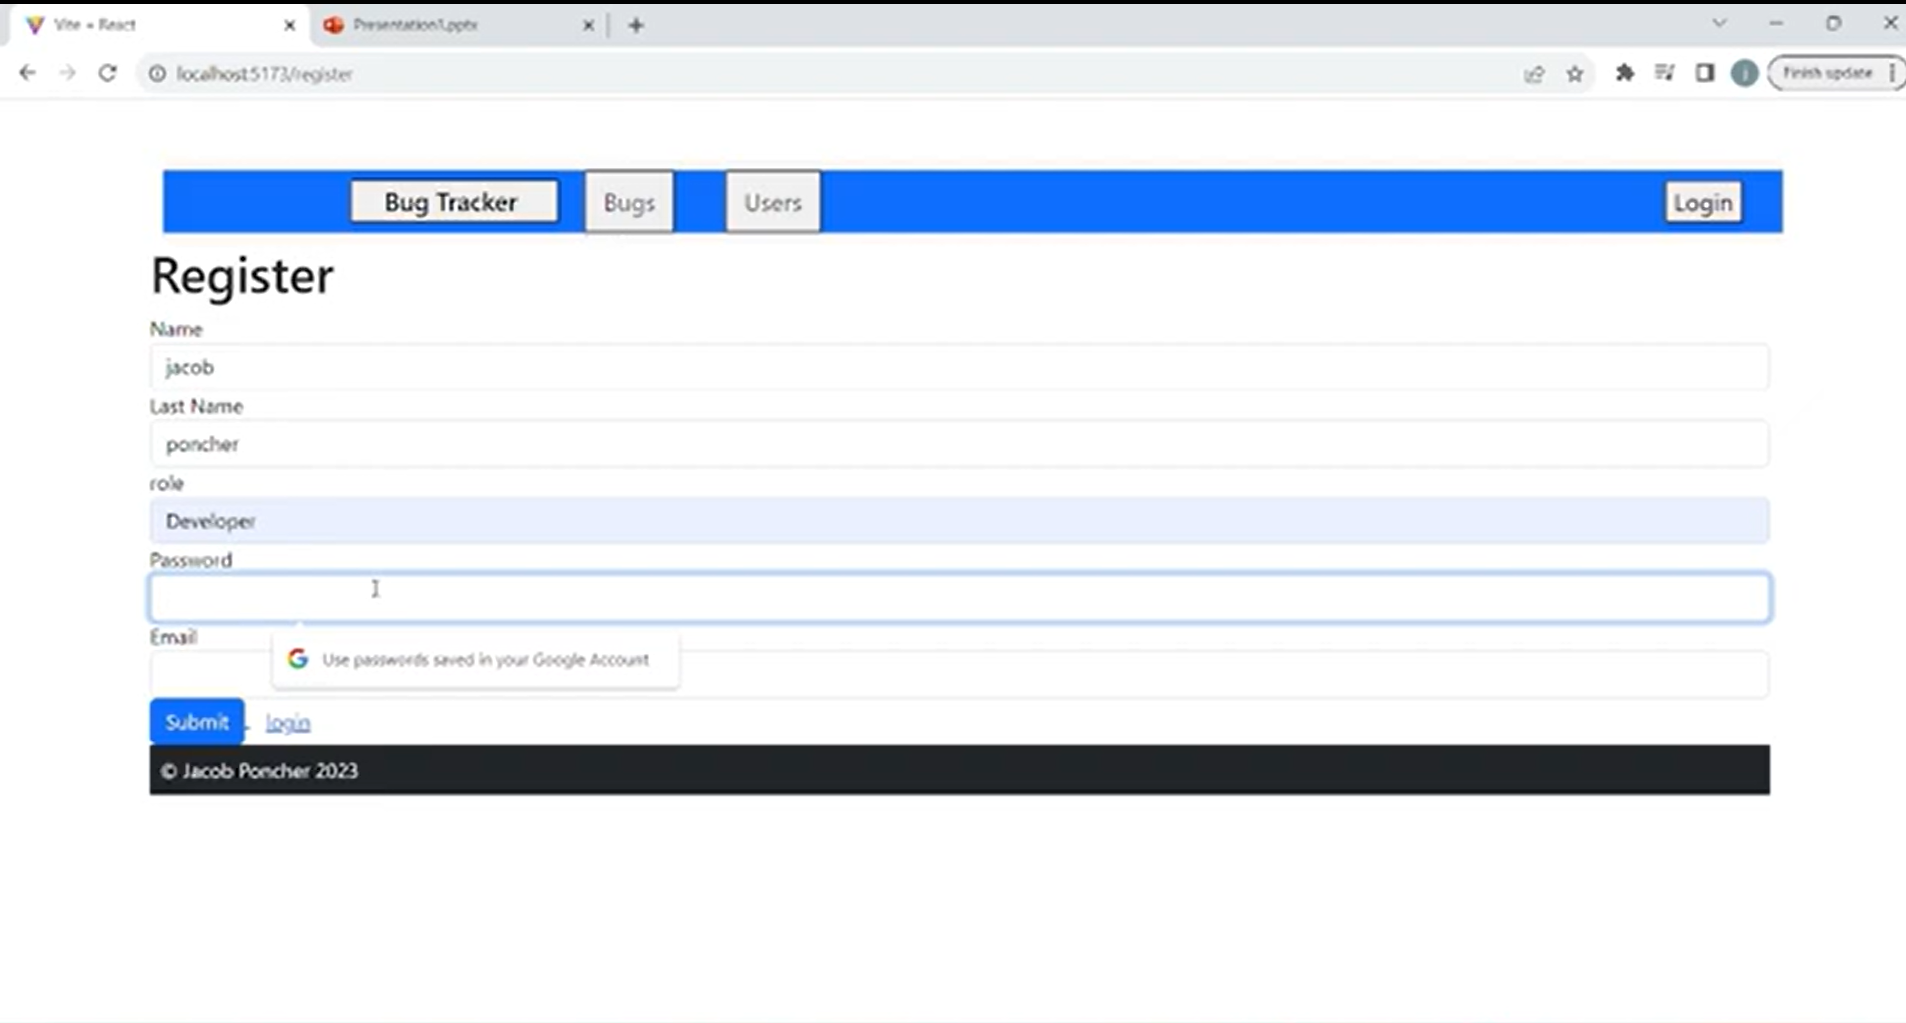 Vite + React
Presentation1.pptx
localhost:5173/register
Finish update
Bug Tracker
Bugs
Users
Login
Register
Name
jacob
Last Name
poncher
role
Developer
Password
Email
Use passwords saved in your Google Account
Submit
login
© Jacob Poncher 2023